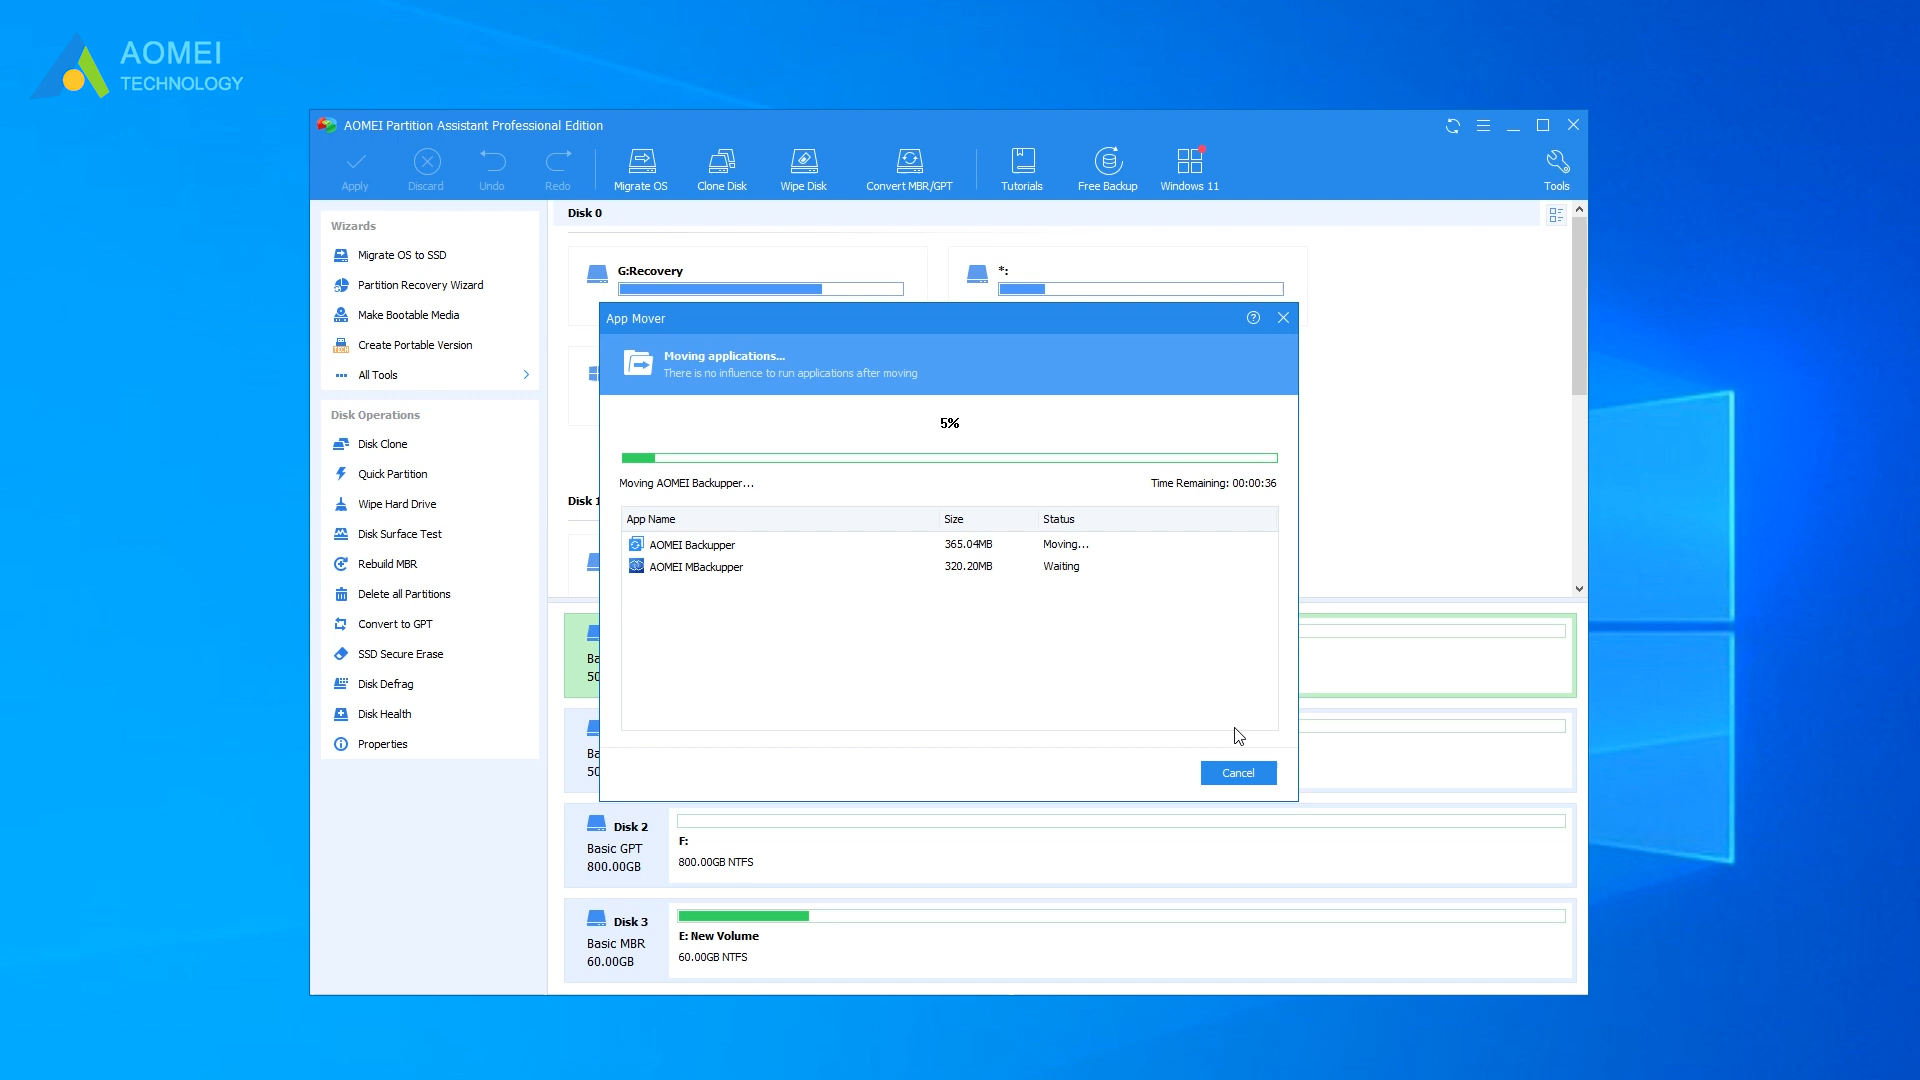 AOMEI
TECHNOLOGY
AOMEI Partition Assistant Professional Edition
Apply
Discard
Undo
Redo
Migrate OS
Clone Disk
Wipe Disk
Convert MBR/GPT
Tutorials
Free Backup
Windows 11
Tools
Wizards
Migrate OS to SSD
Partition Recovery Wizard
Make Bootable Media
TECH
Create Portable Version
All Tools
Disk Operations
Disk Clone
Quick Partition
Wipe Hard Drive
Disk Surface Test
Rebuild MBR
Delete all Partitions
Convert to GPT
SSD Secure Erase
Disk Defrag
Disk Health
Properties
Disk 0
G:Recovery
*:
Disk 1
App Mover
Moving applications...
There is no influence to run applications after moving
5%
Moving AOMEI Backupper...
Time Remaining: 00:00:36
App Name Size Status
AOMEI Backupper 365.04MB Moving...
AOMEI MBackupper 320.20MB Waiting
Cancel
Ba
50
Ba
50
Disk 2
Basic GPT
800.00GB
F:
800.00GB NTFS
Disk 3
Basic MBR
60.00GB
E: New Volume
60.00GB NTFS